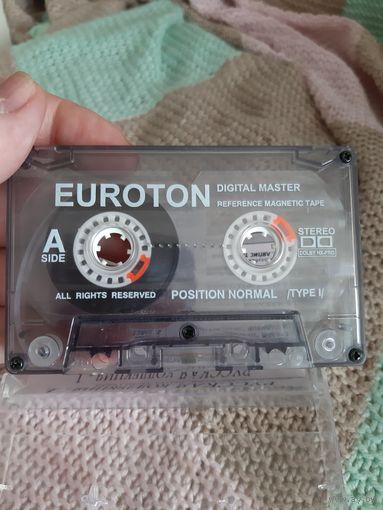 EUROTON
DIGITAL MASTER
REFERENCE MAGNETIC TAPE
A
SIDE
STEREO
DOLBY HX-PRO
ALL RIGHTS RESERVED
POSITION NORMAL /TYPE I/